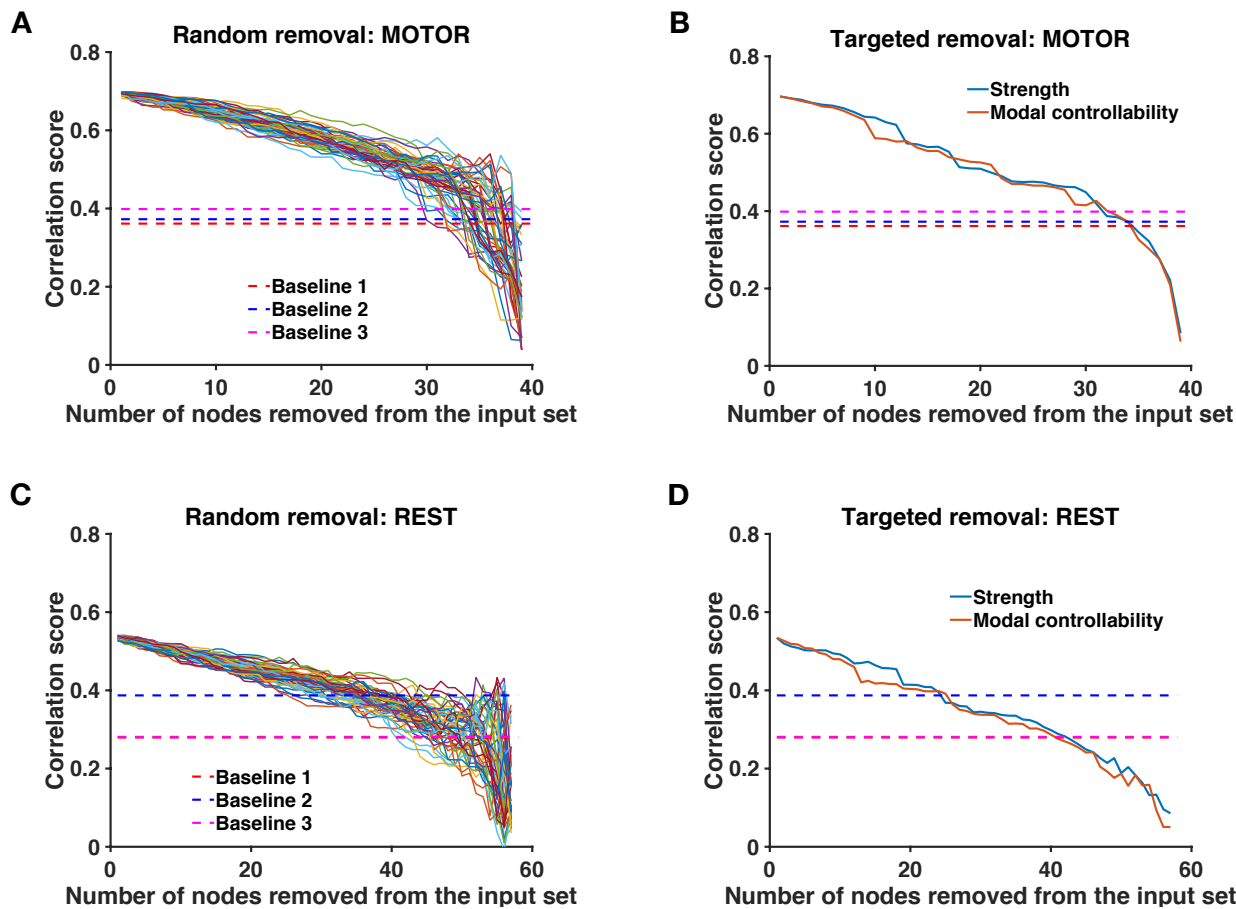 A
Random removal: MOTOR
0.8
0.6
0.4
0.2
0
Correlation score
Baseline 1
Baseline 2
Baseline 3
0
10
20
30
40
Number of nodes removed from the input set
B
Targeted removal: MOTOR
0.8
0.6
0.4
0.2
0
Correlation score
Strength
Modal controllability
0
10
20
30
40
Number of nodes removed from the input set
C
Random removal: REST
0.8
0.6
0.4
0.2
0
Correlation score
Baseline 1
Baseline 2
Baseline 3
0
20
40
60
Number of nodes removed from the input set
D
Targeted removal: REST
0.8
0.6
0.4
0.2
0
Correlation score
Strength
Modal controllability
0
20
40
60
Number of nodes removed from the input set